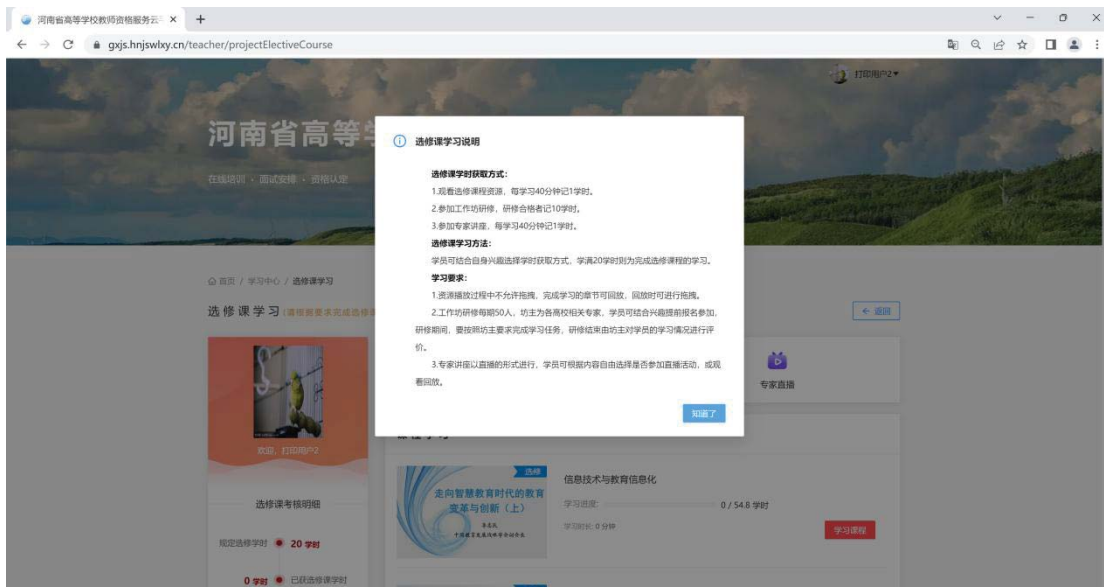 河南省高等学校教师资格服务云
gxjs.hnjswlxy.cn/teacher/projectElectiveCourse
打印用户2
河南省高等
在线培训 · 面试安排 · 资格认定
选修课学习说明
选修课学时获取方式：
1.观看选修课程资源，每学习40分钟记1学时。
2.参加工作坊研修，研修合格者记10学时。
3.参加专家讲座，每学习40分钟记1学时。
选修课学习方法：
学员可结合自身兴趣选择学时获取方式，学满20学时则为完成选修课程的学习。
学习要求：
1.资源播放过程中不允许拖拽，完成学习的章节可回放，回放时可进行拖拽。
2.工作坊研修每期50人，坊主为各高校相关专家，学员可结合兴趣提前报名参加，
研修期间，要按照坊主要求完成学习任务，研修结束由坊主对学员的学习情况进行评
价。
3.专家讲座以直播的形式进行，学员可根据内容自由选择是否参加直播活动，或观
看回放。
知道了
首页 / 学习中心 / 选修课学习
选修课学习(请根据要求完成选修
返回
专家直播
欢迎，打印用户2
选修课考核明细
规定选修学时 20 学时
0 学时 已获选修课学时
选修
走向智慧教育时代的教育
变革与创新（上）
信息技术与教育信息化
学习进度： 0 / 54.8 学时
学习时长: 0 分钟
学习课程